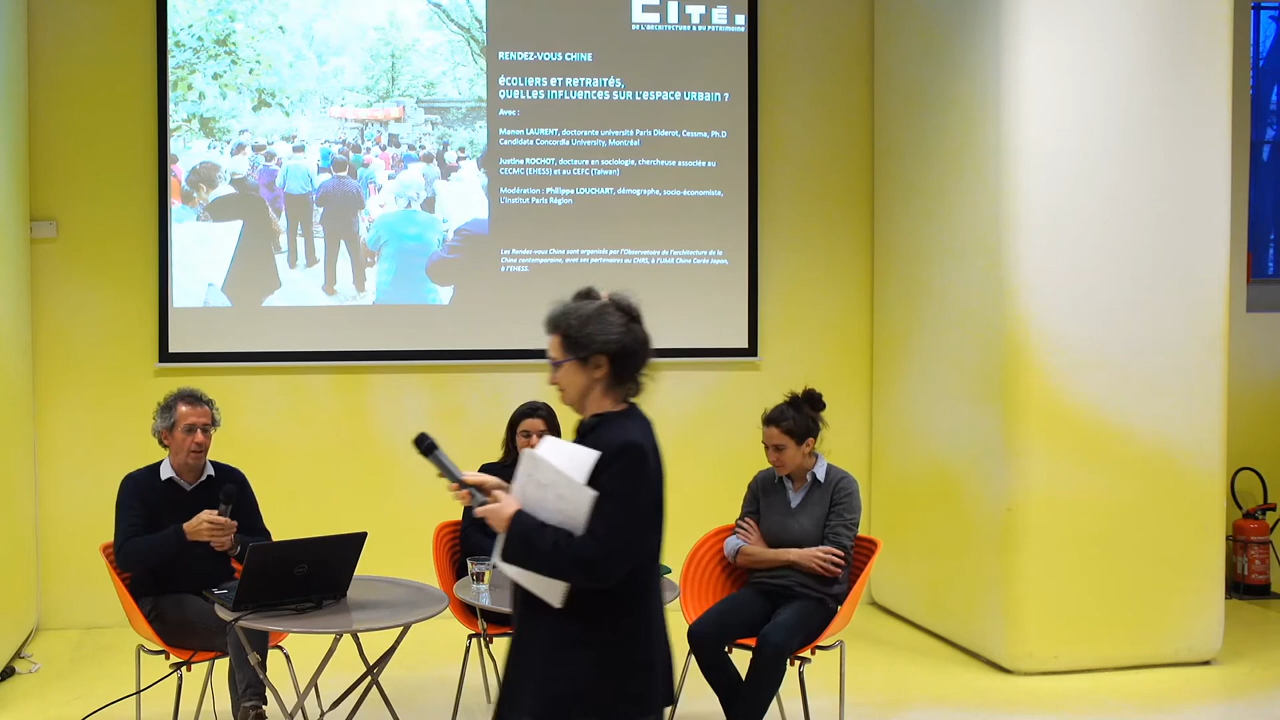 CITÉ.
DE L'ARCHITECTURE & DU PATRIMOINE
RENDEZ-VOUS CHINE
ÉCOLIERS ET RETRAITÉS,
QUELLES INFLUENCES SUR L'ESPACE URBAIN ?
Avec :
Manon LAURENT, doctorante université Paris Diderot, Cessma, Ph.D
Candidate Concordia University, Montréal
Justine ROCHOT, docteure en sociologie, chercheuse associée au
CECMC (EHESS) et au CEFC (Taiwan)
Modération : Philippe LOUCHART, démographe, socio-économiste,
L'Institut Paris Région
Les Rendez-vous Chine sont organisés par l'Observatoire de l'architecture de la
Chine contemporaine, avec ses partenaires au CNRS, à l'UMR Chine Corée Japon,
à l'EHESS.
DELL